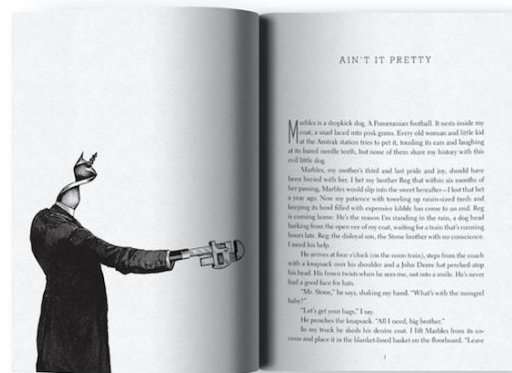 AIN'T IT PRETTY
Marbles is a dropkick dog. A Pomeranian football. It nests inside my
coat, a snarl laced into pink gums. Every old woman and little kid
at the Amtrak station tries to pet it, tousling its ears and laughing
at its bared needle teeth, but none of them share my history with this
evil little dog.
Marbles, my mother's third and last pride and joy, should have
been buried with her. I bet my brother Reg that within six months of
her passing, Marbles would slip into the sweet hereafter—I lost that bet
a year ago. Now my patience with toweling up raisin-sized turds and
keeping its bowl filled with expensive kibble has come to an end. Reg
is coming home. He's the reason I'm standing in the rain, a dog head
barking from the open vee of my coat, waiting for a train that's running
hours late. Reg: the disloyal son, the Stose brother with no conscience.
I need his help.
He arrives at four o'clock (on the noon train), steps from the coach
with a knapsack over his shoulder and a John Deere hat perched atop
his head. His frown twists when he sees me, not into a smile. He's never
had a good face for hats.
"Mr. Stose," he says, shaking my hand. "What's with the mongrel
baby?"
"Let's get your bags," I say.
He punches the knapsack. "All I need, big brother."
In my truck he sheds his denim coat. I lift Marbles from its co-
coon and place it in the blanket-lined basket on the floorboard. "Leave
1